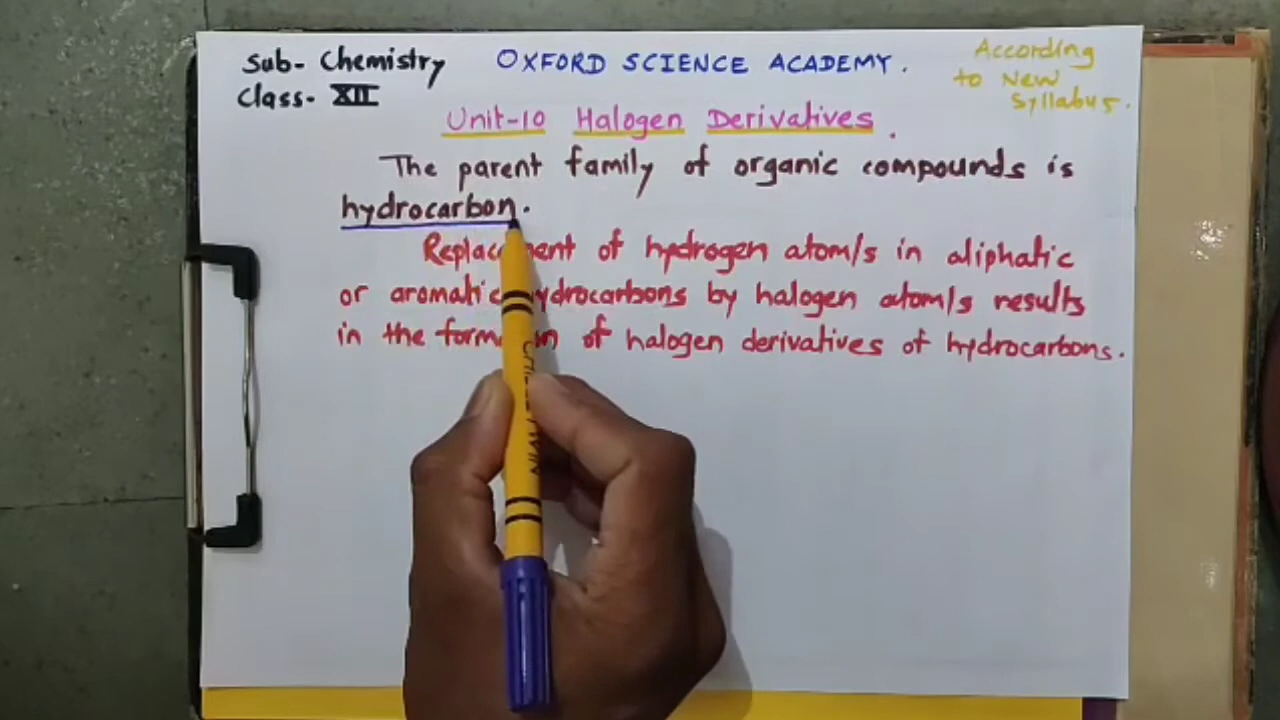 Sub- Chemistry
Class- XII
OXFORD SCIENCE ACADEMY.
According
to New
Syllabus.
Unit-10 Halogen Derivatives.
The parent family of organic compounds is
hydrocarbon.
of hydrogen atom/s in aliphatic
or aromatic hydrocarbons by halogen atom/s results
in the of halogen derivatives of hydrocarbons.